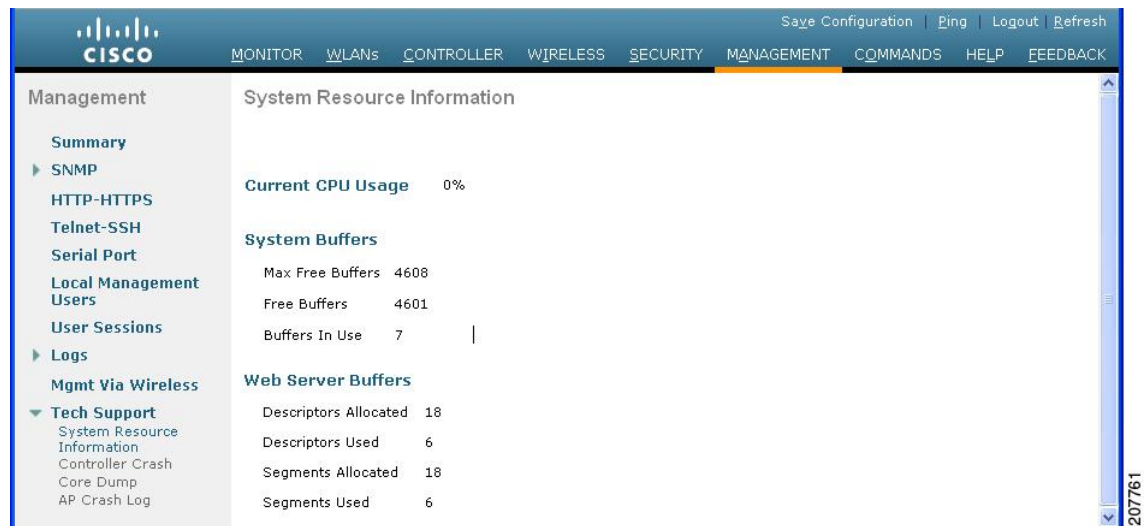 Save Configuration | Ping | Logout | Refresh
CISCO
MONITOR WLANs CONTROLLER WIRELESS SECURITY MANAGEMENT COMMANDS HELP FEEDBACK
Management
Summary
SNMP
HTTP-HTTPS
Telnet-SSH
Serial Port
Local Management
Users
User Sessions
Logs
Mgmt Via Wireless
Tech Support
System Resource
Information
Controller Crash
Core Dump
AP Crash Log
System Resource Information
Current CPU Usage 0%
System Buffers
Max Free Buffers 4608
Free Buffers 4601
Buffers In Use 7
Web Server Buffers
Descriptors Allocated 18
Descriptors Used 6
Segments Allocated 18
Segments Used 6
207761